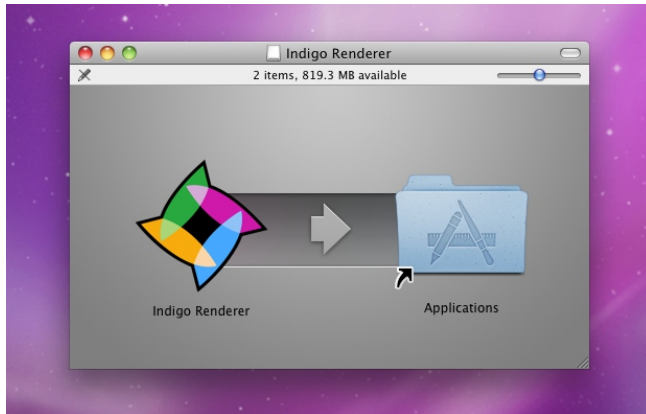 Indigo Renderer
2 items, 819.3 MB available
Indigo Renderer
Applications